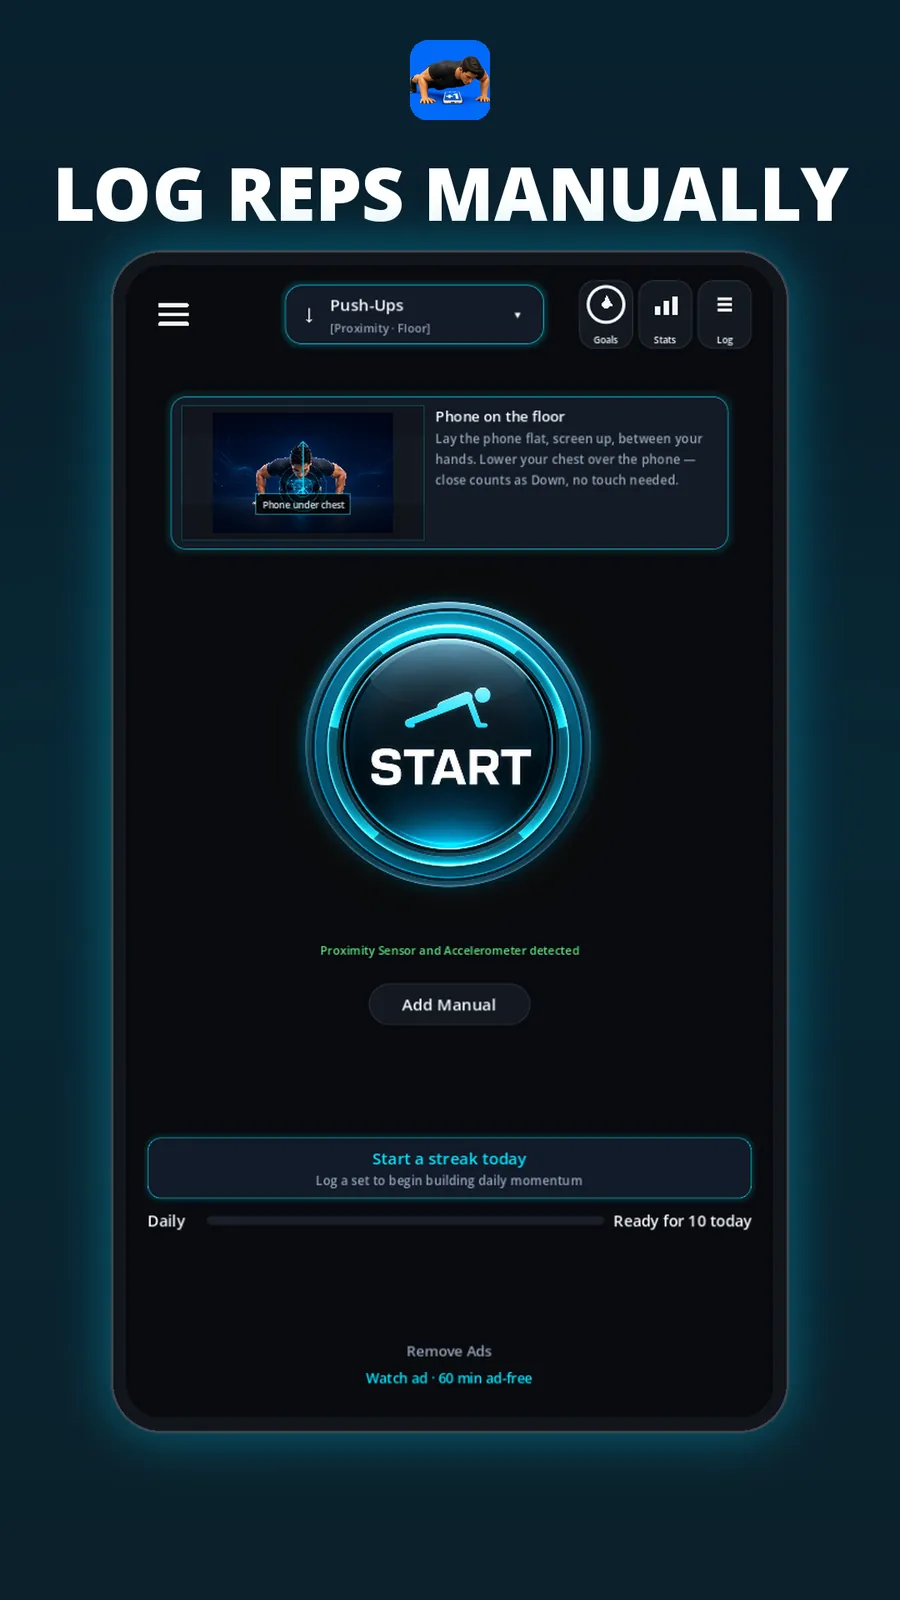 +1
LOG REPS MANUALLY
↓ Push-Ups ▾
[Proximity · Floor]
Goals
Stats
Log
Phone on the floor
Lay the phone flat, screen up, between your
hands. Lower your chest over the phone —
close counts as Down, no touch needed.
Phone under chest
START
Proximity Sensor and Accelerometer detected
Add Manual
Start a streak today
Log a set to begin building daily momentum
Daily
Ready for 10 today
Remove Ads
Watch ad · 60 min ad-free